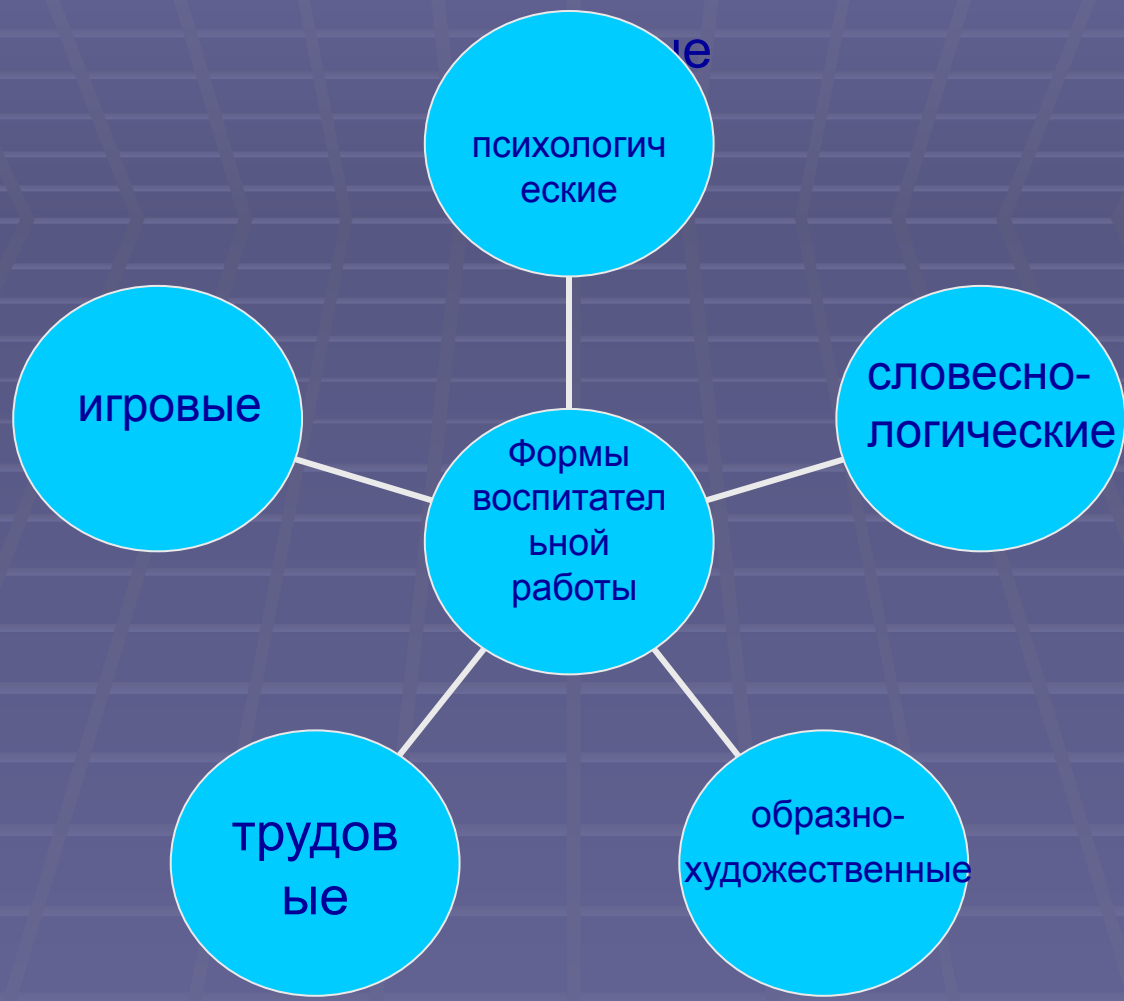 психологич
еские
словесно-
логические
игровые
Формы
воспитател
ьной
работы
образно-
художественные
трудов
ые